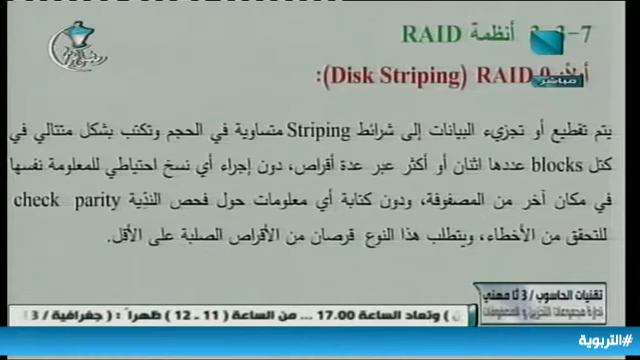 7-3-3 أنظمة RAID
أولاً: RAID 0 (Disk Striping):
مباشر
يتم تقطيع أو تجزيء البيانات إلى شرائط Striping متساوية في الحجم وتكتب بشكل متتالي في
كتل blocks عددها اثنان أو أكثر عبر عدة أقراص، دون إجراء أي نسخ احتياطي للمعلومة نفسها
في مكان آخر من المصفوفة، ودون كتابة أي معلومات حول فحص النديّة check parity
للتحقق من الأخطاء، ويتطلب هذا النوع قرصان من الأقراص الصلبة على الأقل.
تقنيات الحاسوب / 3 ثا مهني
إدارة مجموعات التخزين و المصفوفات
) وتعاد الساعة 17.00 ... من الساعة ( 11 - 12 ) ظهراً : ( جغرافية / 3
#التربوية